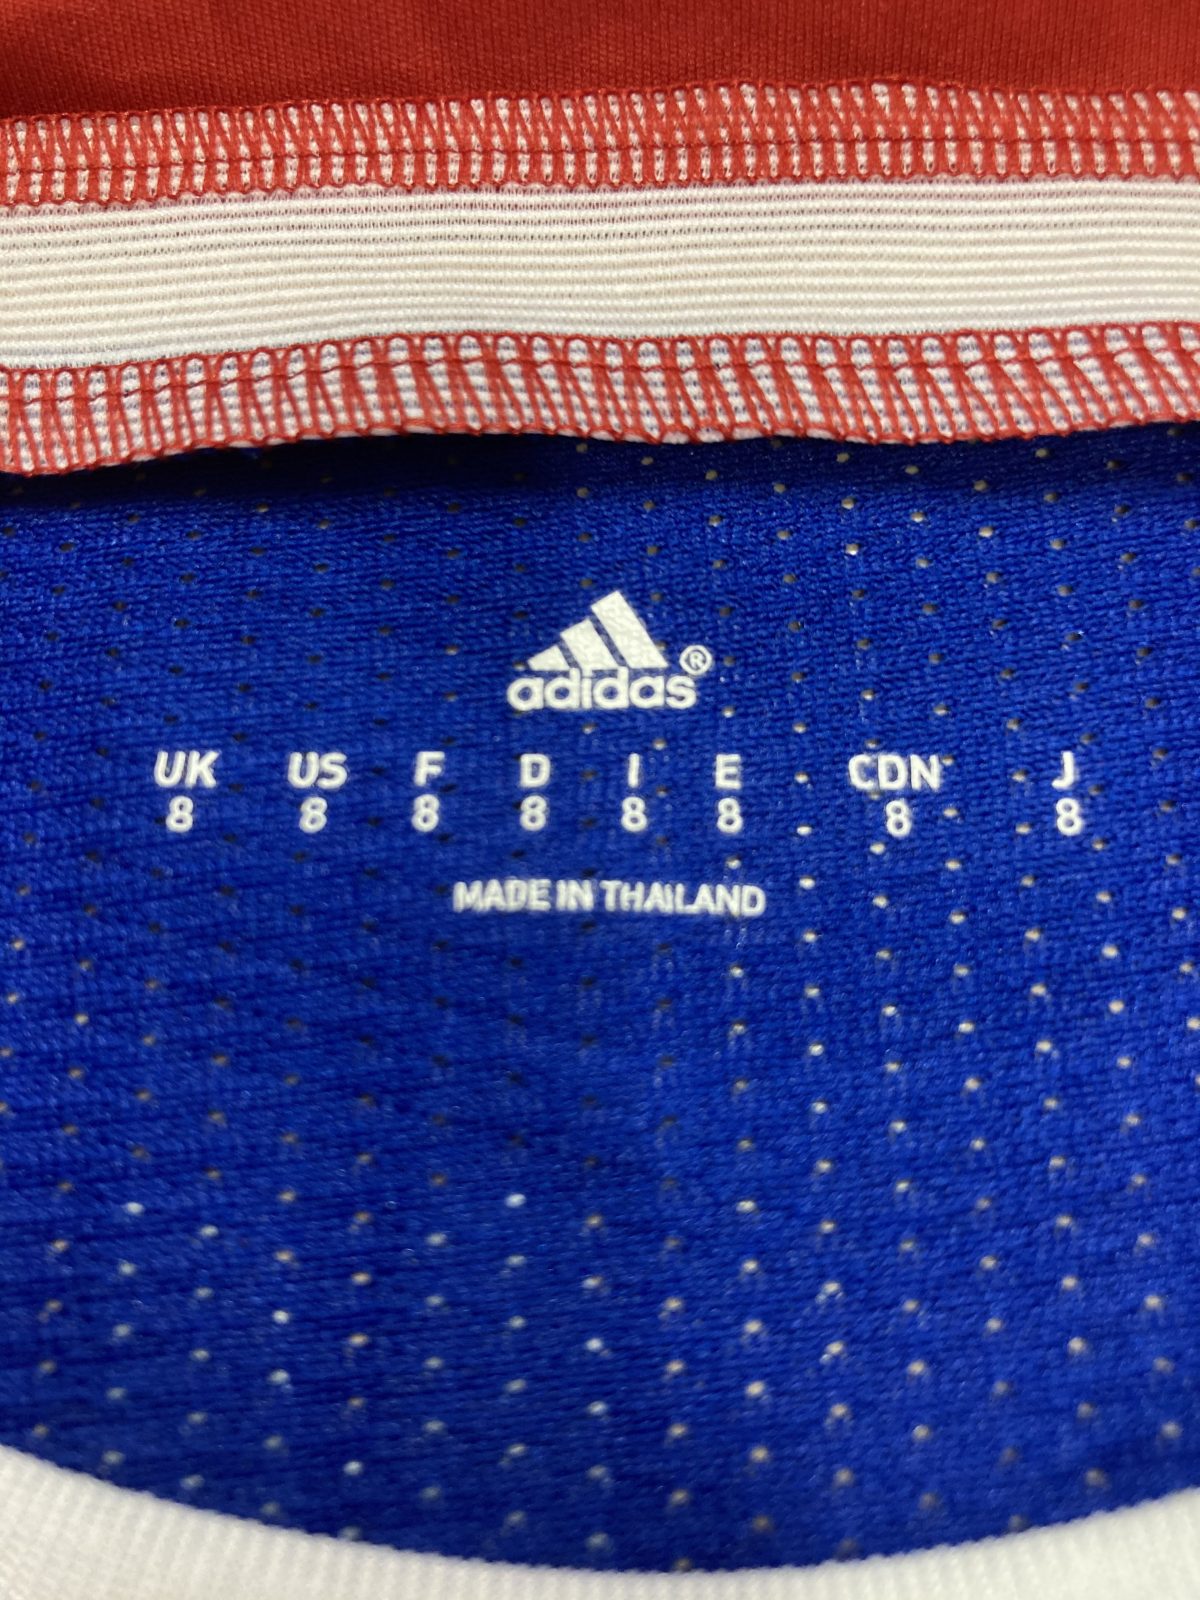 adidas®
UK US F D I E CDN J
8 8 8 8 8 8 8 8
MADE IN THAILAND